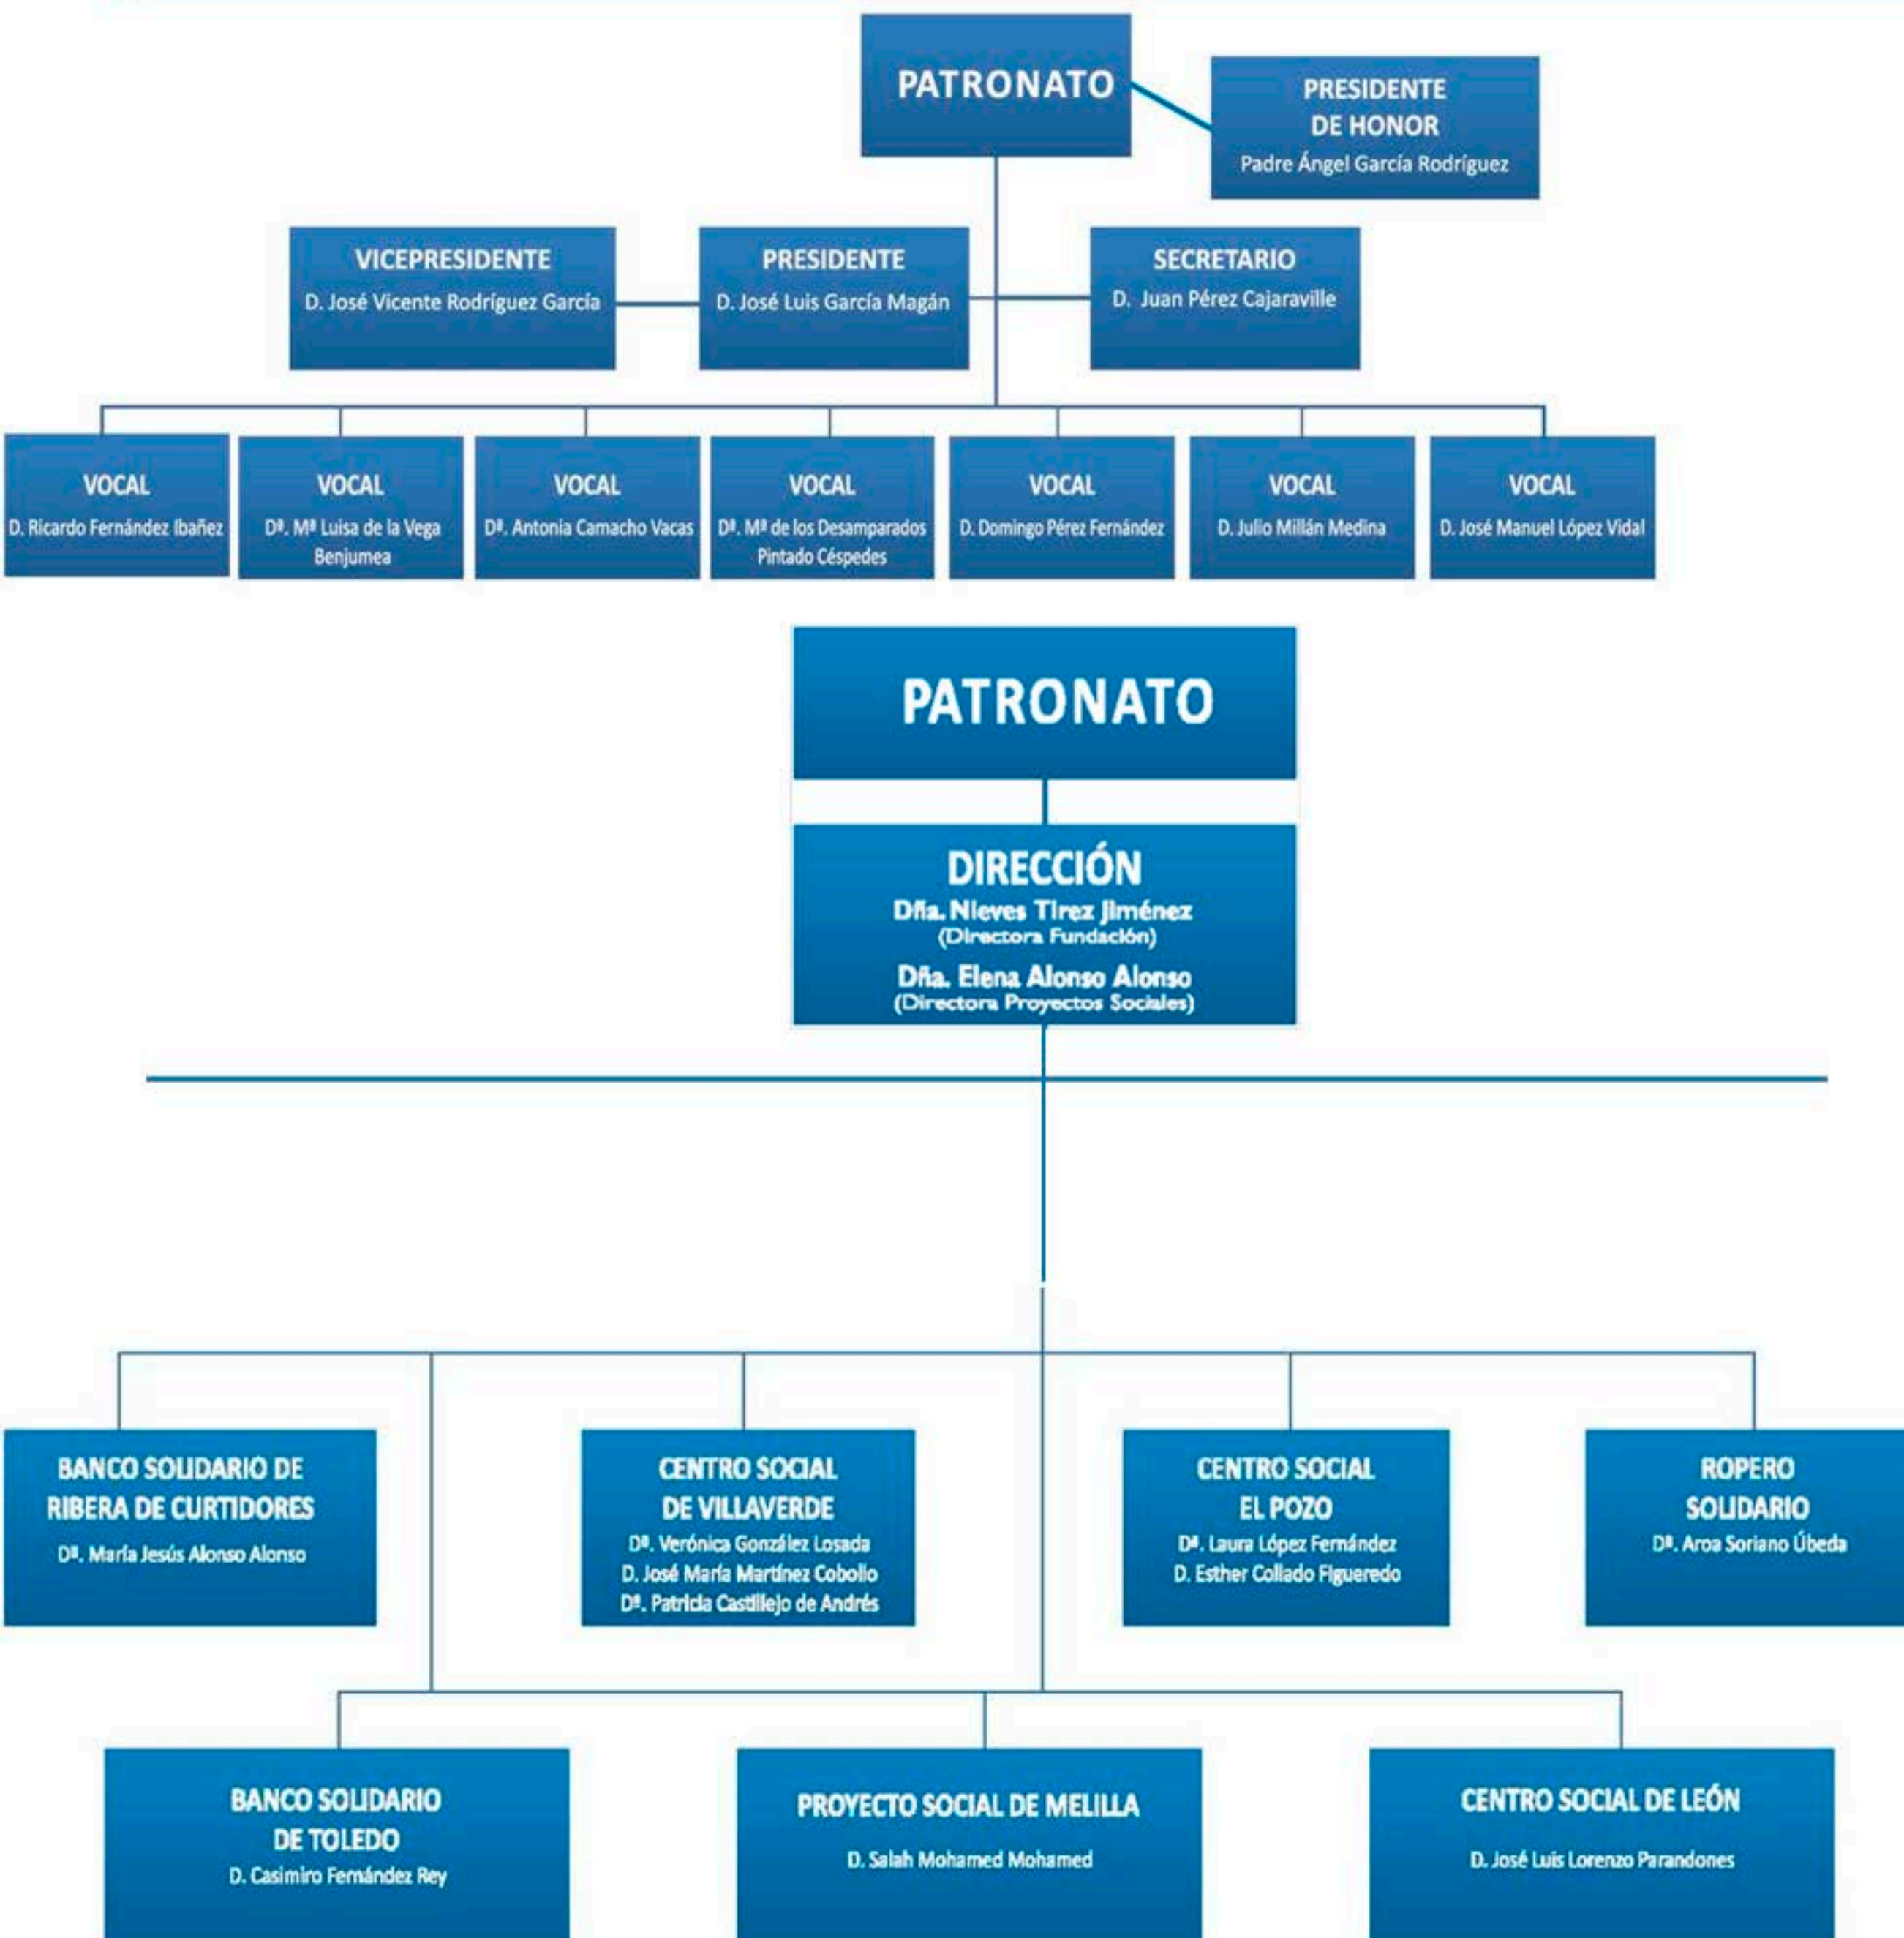 PATRONATO
PRESIDENTE
DE HONOR
Padre Ángel García Rodríguez
VICEPRESIDENTE
D. José Vicente Rodríguez García
PRESIDENTE
D. José Luis García Magán
SECRETARIO
D. Juan Pérez Cajaraville
VOCAL
D. Ricardo Fernández Ibañez
VOCAL
Dª. Mª Luisa de la Vega
Benjumea
VOCAL
Dª. Antonia Camacho Vacas
VOCAL
Dª. Mª de los Desamparados
Pintado Céspedes
VOCAL
D. Domingo Pérez Fernández
VOCAL
D. Julio Millán Medina
VOCAL
D. José Manuel López Vidal
PATRONATO
DIRECCIÓN
Dña. Nieves Tirez Jiménez
(Directora Fundación)
Dña. Elena Alonso Alonso
(Directora Proyectos Sociales)
BANCO SOLIDARIO DE
RIBERA DE CURTIDORES
Dª. María Jesús Alonso Alonso
CENTRO SOCIAL
DE VILLAVERDE
Dª. Verónica González Losada
D. José María Martínez Cobollo
Dª. Patricia Castillejo de Andrés
CENTRO SOCIAL
EL POZO
Dª. Laura López Fernández
D. Esther Collado Figueredo
ROPERO
SOLIDARIO
Dª. Aroa Soriano Úbeda
BANCO SOLIDARIO
DE TOLEDO
D. Casimiro Fernández Rey
PROYECTO SOCIAL DE MELILLA
D. Salah Mohamed Mohamed
CENTRO SOCIAL DE LEÓN
D. José Luis Lorenzo Parandones